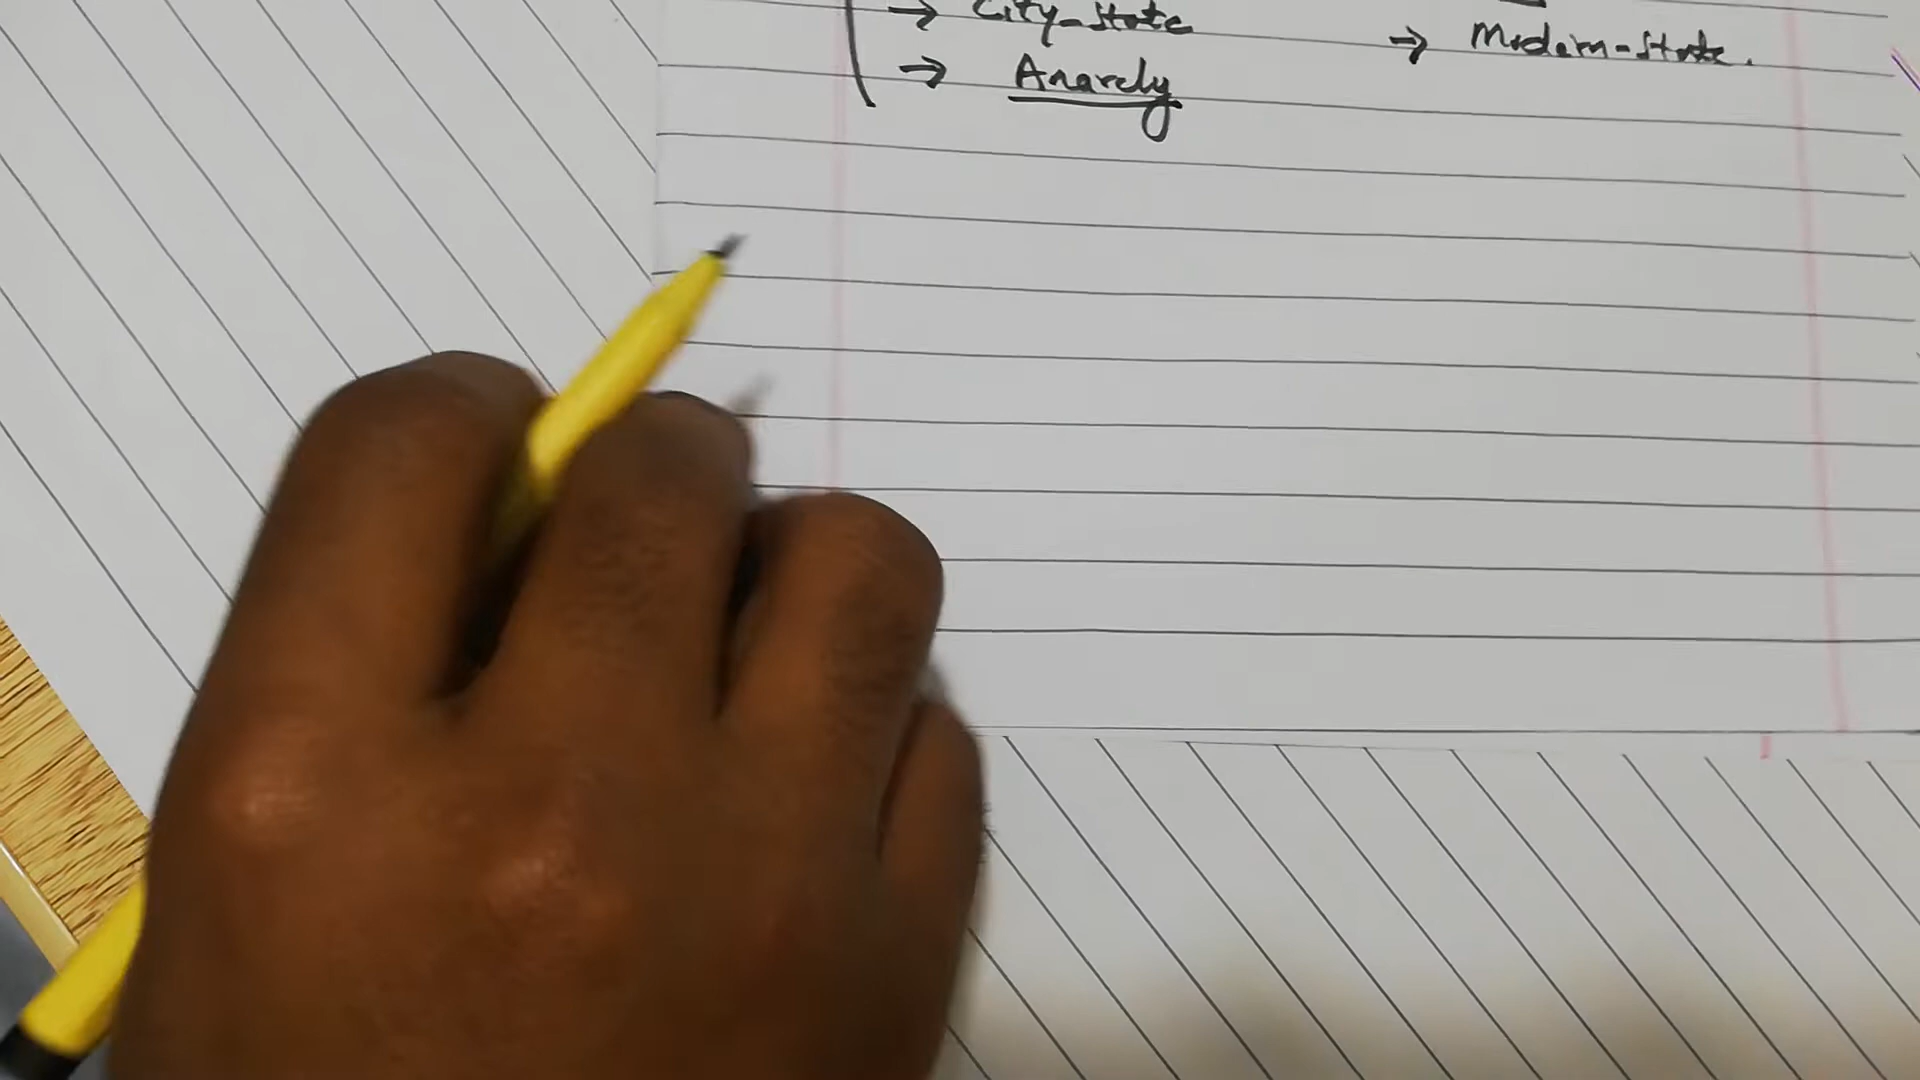 → City-State
→ Modern-State.
→ Anarchy